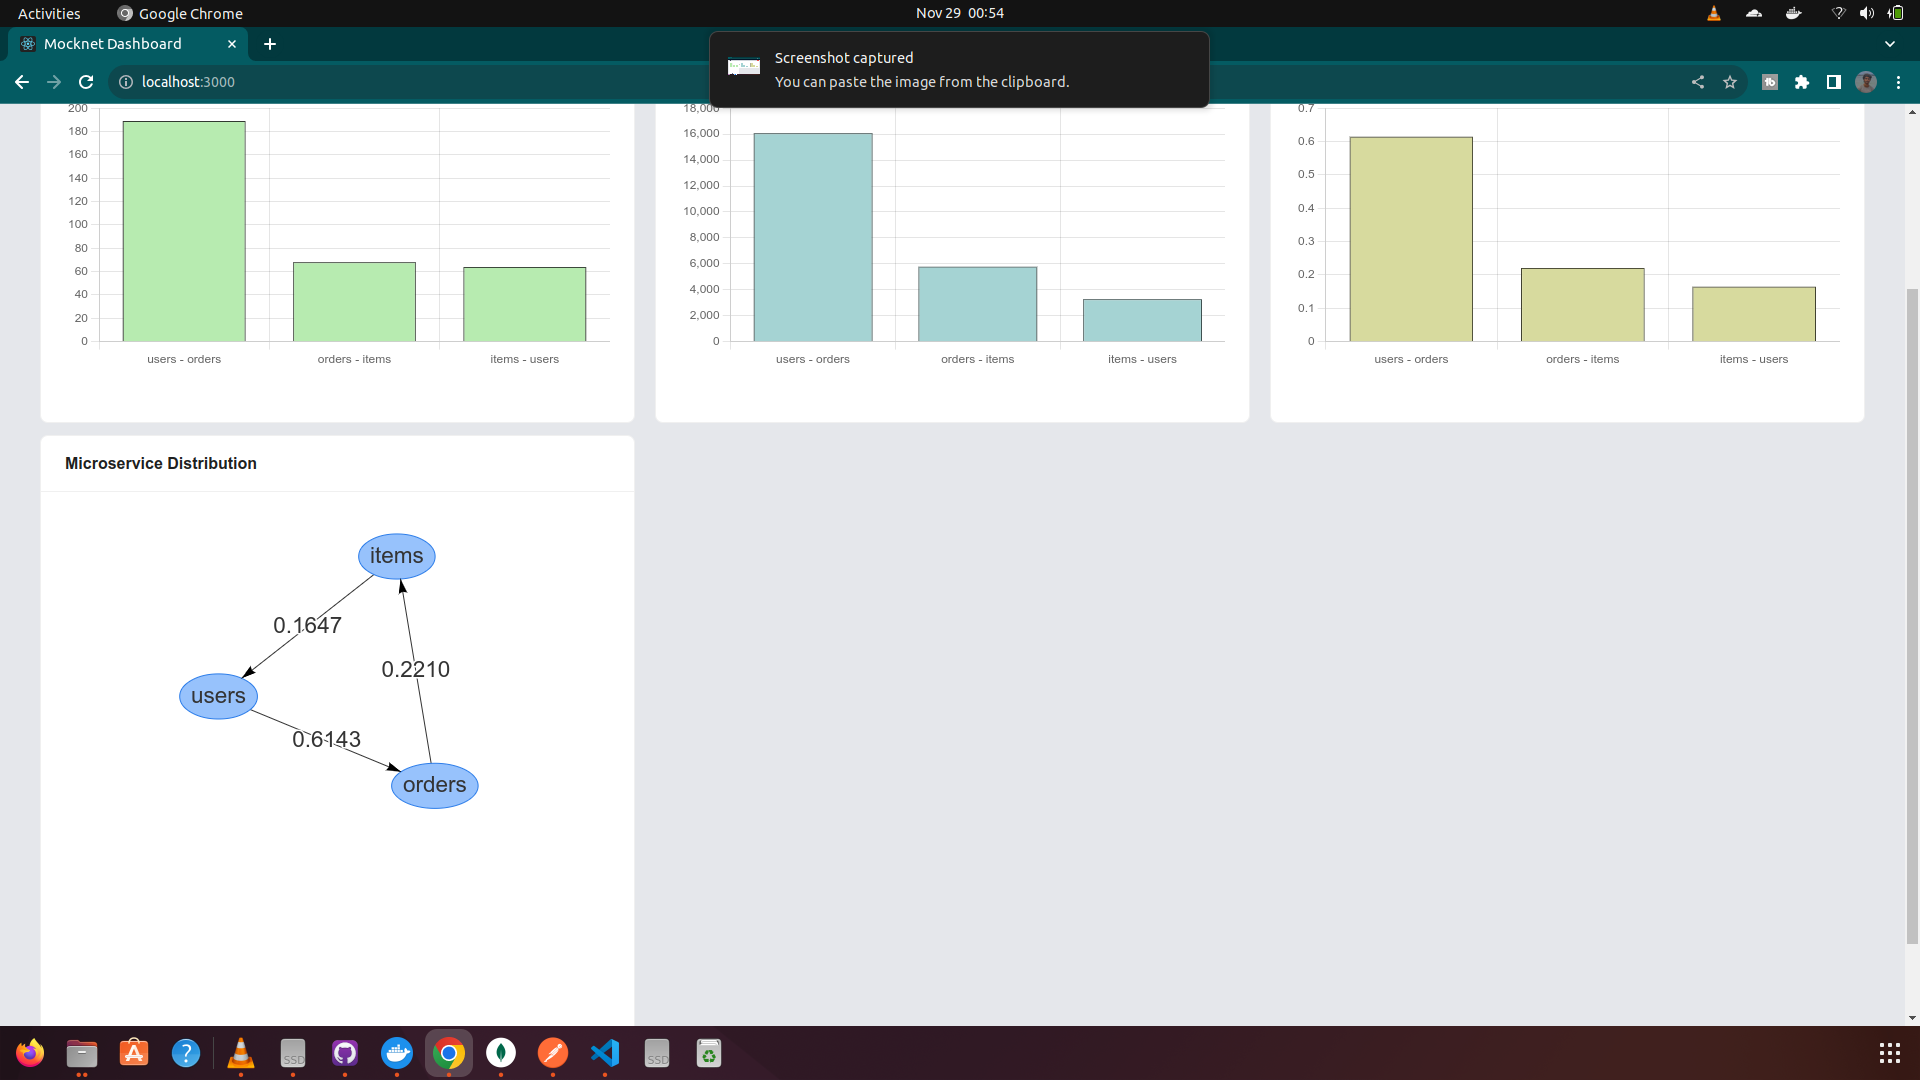 Activities
Google Chrome
Nov 29 00:54
Mocknet Dashboard
localhost:3000
Screenshot captured
You can paste the image from the clipboard.
200
180
160
140
120
100
80
60
40
20
0
users - orders
orders - items
items - users
18,000
16,000
14,000
12,000
10,000
8,000
6,000
4,000
2,000
0
users - orders
orders - items
items - users
0.7
0.6
0.5
0.4
0.3
0.2
0.1
0
users - orders
orders - items
items - users
Microservice Distribution
items
0.1647
0.2210
users
0.6143
orders
SSD
SSD